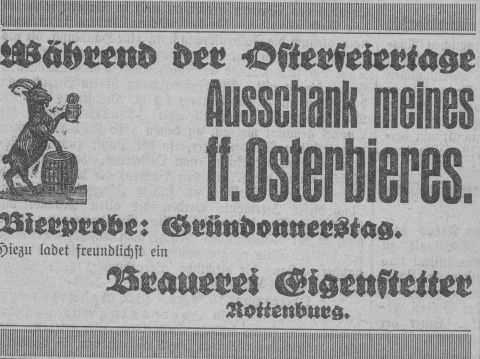 Während der Osterfeiertage
Ausschank meines
ff. Osterbieres.
Bierprobe: Gründonnerstag.
Hiezu ladet freundlichst ein
Brauerei Eigenstetter
Rottenburg.